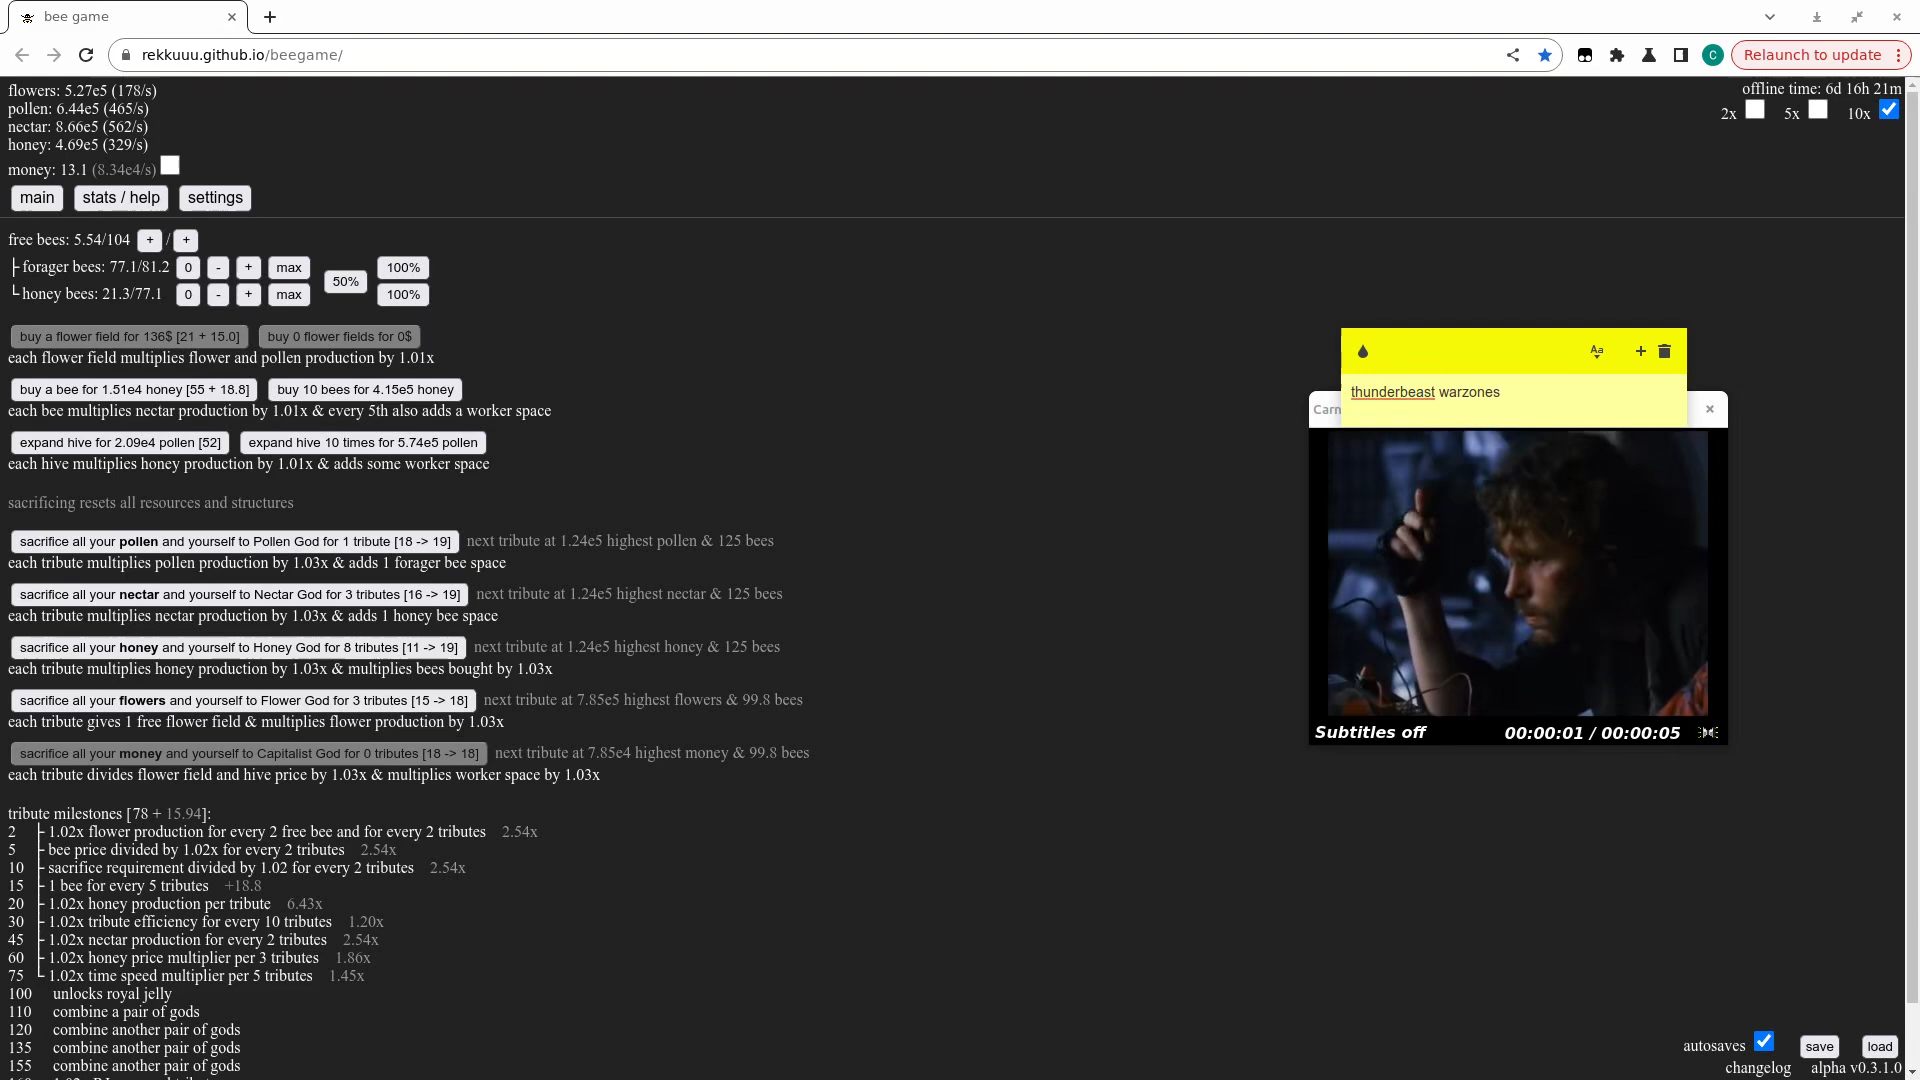 bee game
rekkuuu.github.io/beegame/
C
Relaunch to update
flowers: 5.27e5 (178/s)
pollen: 6.44e5 (465/s)
nectar: 8.66e5 (562/s)
honey: 4.69e5 (329/s)
money: 13.1 (8.34e4/s)
offline time: 6d 16h 21m
2x 5x 10x
main stats / help settings
free bees: 5.54/104 + / +
forager bees: 77.1/81.2 0 - + max 100%
50%
honey bees: 21.3/77.1 0 - + max 100%
buy a flower field for 136$ [21 + 15.0] buy 0 flower fields for 0$
each flower field multiplies flower and pollen production by 1.01x
buy a bee for 1.51e4 honey [55 + 18.8] buy 10 bees for 4.15e5 honey
each bee multiplies nectar production by 1.01x & every 5th also adds a worker space
expand hive for 2.09e4 pollen [52] expand hive 10 times for 5.74e5 pollen
each hive multiplies honey production by 1.01x & adds some worker space
sacrificing resets all resources and structures
sacrifice all your pollen and yourself to Pollen God for 1 tribute [18 -> 19] next tribute at 1.24e5 highest pollen & 125 bees
each tribute multiplies pollen production by 1.03x & adds 1 forager bee space
sacrifice all your nectar and yourself to Nectar God for 3 tributes [16 -> 19] next tribute at 1.24e5 highest nectar & 125 bees
each tribute multiplies nectar production by 1.03x & adds 1 honey bee space
sacrifice all your honey and yourself to Honey God for 8 tributes [11 -> 19] next tribute at 1.24e5 highest honey & 125 bees
each tribute multiplies honey production by 1.03x & multiplies bees bought by 1.03x
sacrifice all your flowers and yourself to Flower God for 3 tributes [15 -> 18] next tribute at 7.85e5 highest flowers & 99.8 bees
each tribute gives 1 free flower field & multiplies flower production by 1.03x
sacrifice all your money and yourself to Capitalist God for 0 tributes [18 -> 18] next tribute at 7.85e4 highest money & 99.8 bees
each tribute divides flower field and hive price by 1.03x & multiplies worker space by 1.03x
tribute milestones [78 + 15.94]:
2 1.02x flower production for every 2 free bee and for every 2 tributes 2.54x
5 bee price divided by 1.02x for every 2 tributes 2.54x
10 sacrifice requirement divided by 1.02 for every 2 tributes 2.54x
15 1 bee for every 5 tributes +18.8
20 1.02x honey production per tribute 6.43x
30 1.02x tribute efficiency for every 10 tributes 1.20x
45 1.02x nectar production for every 2 tributes 2.54x
60 1.02x honey price multiplier per 3 tributes 1.86x
75 1.02x time speed multiplier per 5 tributes 1.45x
100 unlocks royal jelly
110 combine a pair of gods
120 combine another pair of gods
135 combine another pair of gods
155 combine another pair of gods
Aa
thunderbeast warzones
Carn
Subtitles off 00:00:01 / 00:00:05
autosaves save load
changelog alpha v0.3.1.0